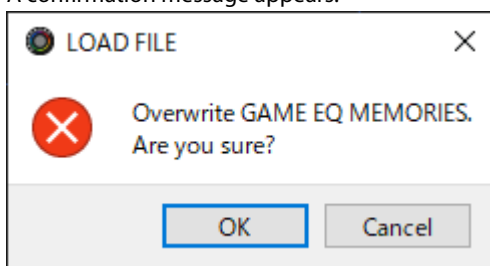 A confirmation message appears.
LOAD FILE
Overwrite GAME EQ MEMORIES.
Are you sure?
OK
Cancel